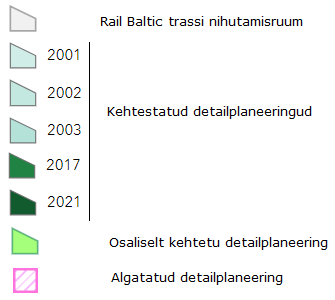 Rail Baltic trassi nihutamisruum
2001
2002
Kehtestatud detailplaneeringud
2003
2017
2021
Osaliselt kehtetu detailplaneering
Algatatud detailplaneering